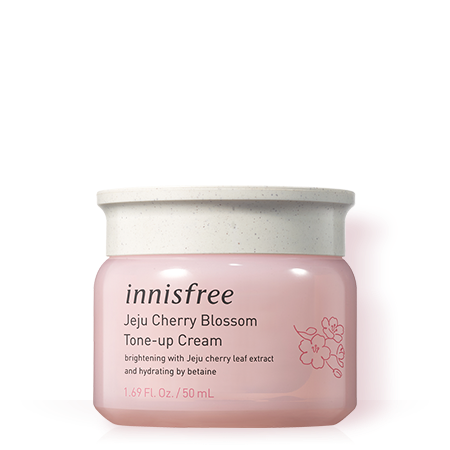 innisfree
Jeju Cherry Blossom
Tone-up Cream
brightening with Jeju cherry leaf extract
and hydrating by betaine
1.69 FL Oz. / 50 mL